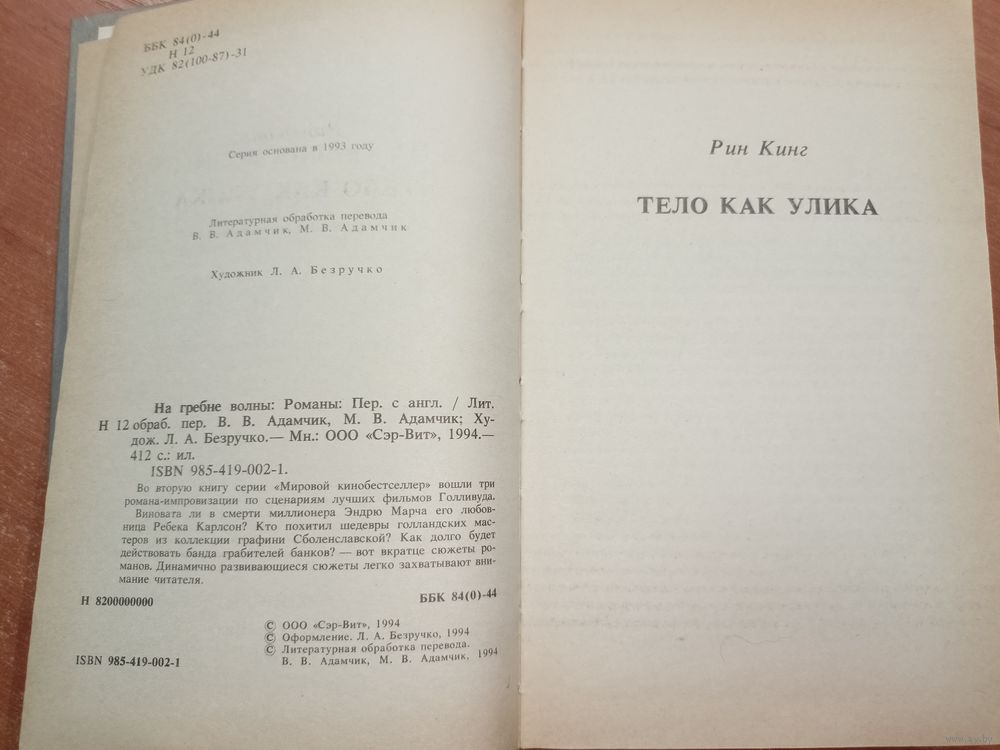 ББК 84(0)-44
Н 12
УДК 82(100-87)-31
Серия основана в 1993 году
Литературная обработка перевода
В. В. Адамчик, М. В. Адамчик
Художник Л. А. Безручко
На гребне волны: Романы: Пер. с англ. / Лит.
Н 12 обраб. пер. В. В. Адамчик, М. В. Адамчик; Ху-
дож. Л. А. Безручко.— Мн.: ООО «Сэр-Вит», 1994.—
412 с.: ил.
ISBN 985-419-002-1.
Во вторую книгу серии «Мировой кинобестселлер» вошли три
романа-импровизации по сценариям лучших фильмов Голливуда.
Виновата ли в смерти миллионера Эндрю Марча его любов-
ница Ребека Карлсон? Кто похитил шедевры голландских мас-
теров из коллекции графини Сболенславской? Как долго будет
действовать банда грабителей банков? — вот вкратце сюжеты ро-
манов. Динамично развивающиеся сюжеты легко захватывают вни-
мание читателя.
Н 8200000000
ББК 84(0)-44
© ООО «Сэр-Вит», 1994
© Оформление. Л. А. Безручко, 1994
© Литературная обработка перевода.
В. В. Адамчик, М. В. Адамчик, 1994
ISBN 985-419-002-1
Рин Кинг
ТЕЛО КАК УЛИКА
www.av.by